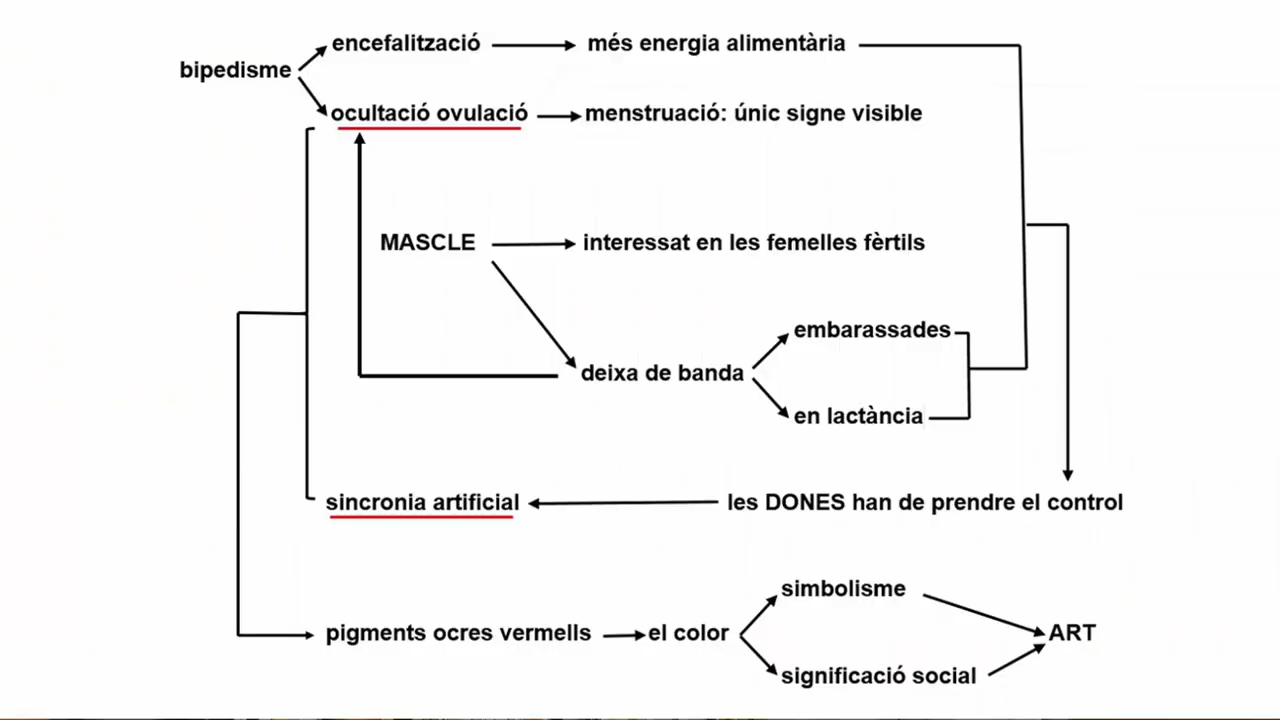 encefalització
més energia alimentària
bipedisme
ocultació ovulació
menstruació: únic signe visible
MASCLE
interessat en les femelles fèrtils
embarassades
deixa de banda
en lactància
sincronia artificial
les DONES han de prendre el control
simbolisme
pigments ocres vermells
el color
ART
significació social